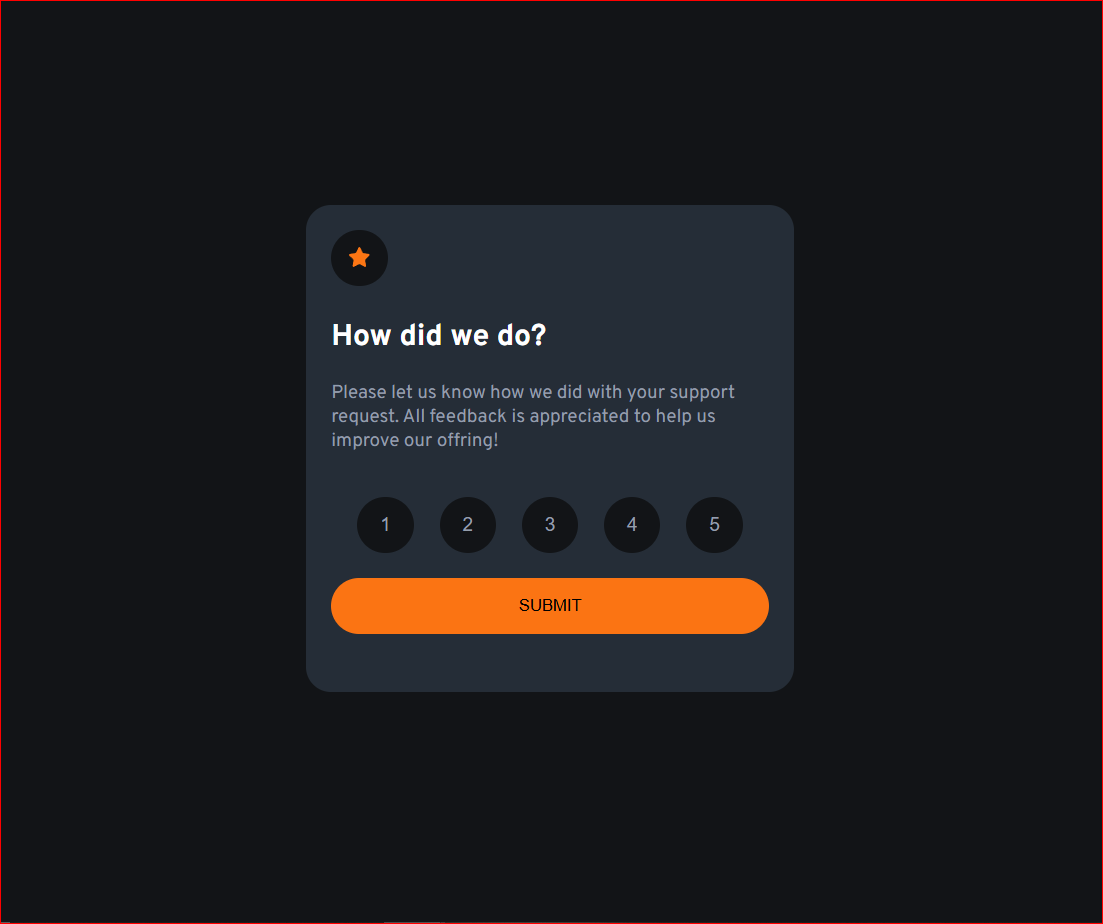 How did we do?
Please let us know how we did with your support
request. All feedback is appreciated to help us
improve our offring!
1 2 3 4 5
SUBMIT